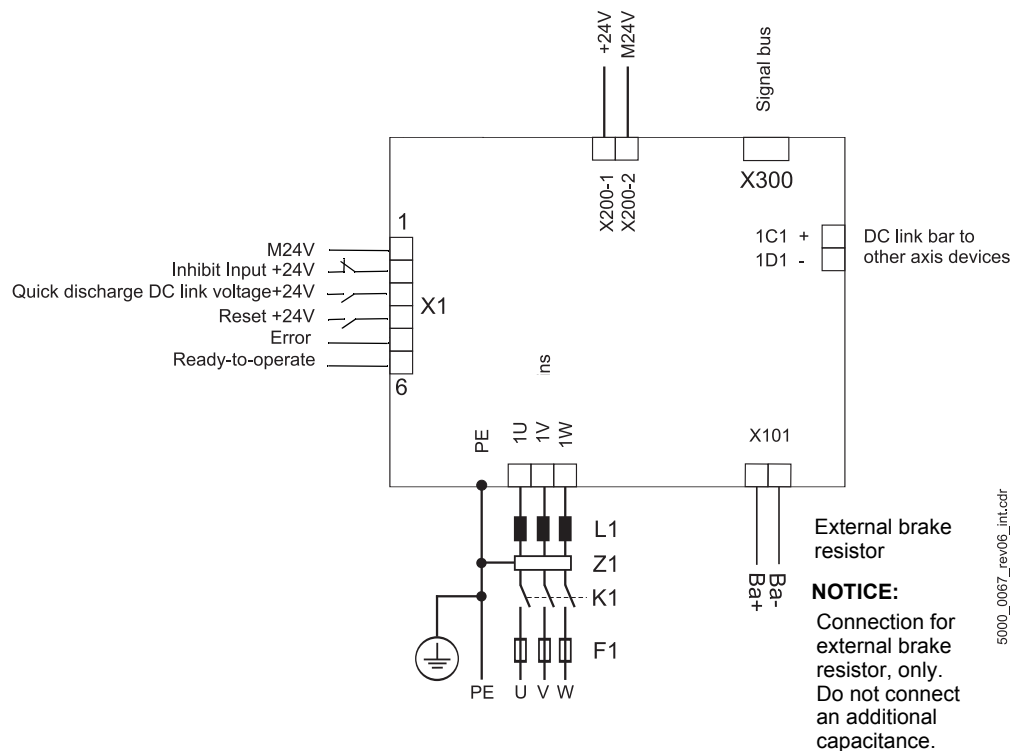 +24V
M24V
Signal bus
X200-1
X200-2
X300
1
M24V
Inhibit Input +24V
Quick discharge DC link voltage+24V
Reset +24V
Error
Ready-to-operate
X1
6
1C1 +
1D1 -
DC link bar to
other axis devices
ns
PE
1U
1V
1W
X101
L1
Z1
K1
F1
PE
U
V
W
Ba+
Ba-
External brake
resistor
NOTICE:
Connection for
external brake
resistor, only.
Do not connect
an additional
capacitance.
5000_0067_rev06_int.cdr